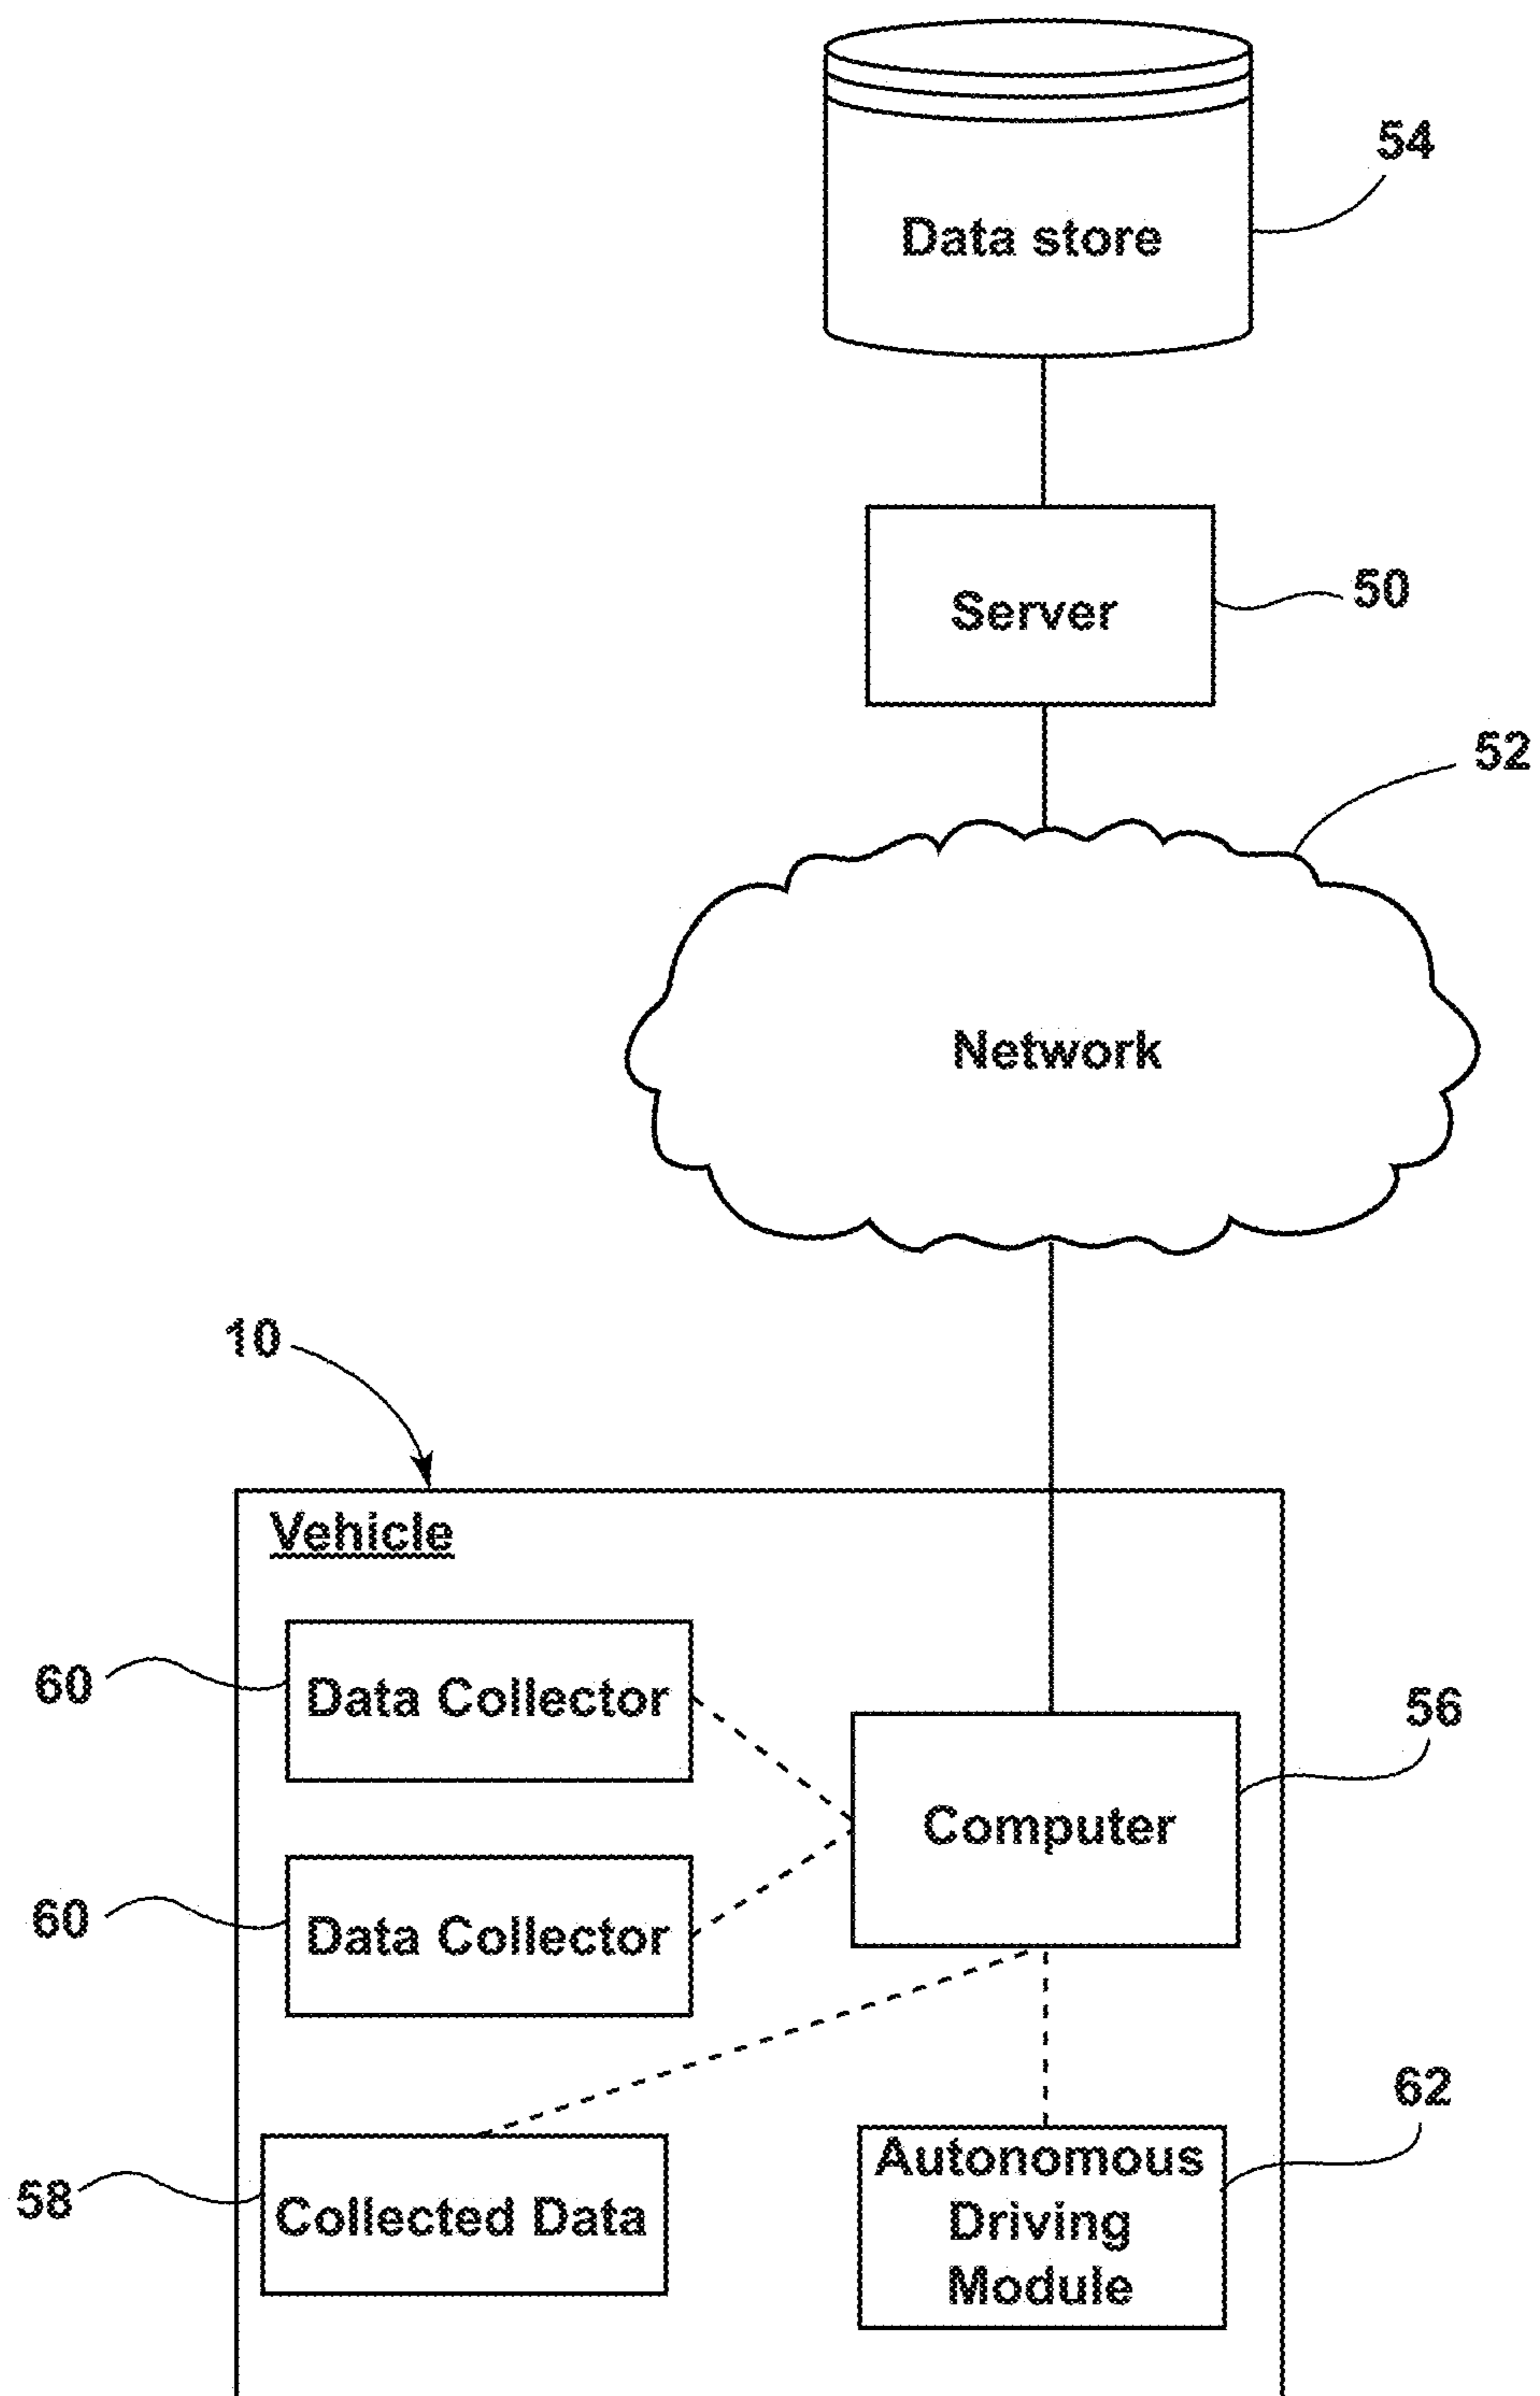 54
Data store
Server
50
52
Network
10
Vehicle
60
Data Collector
56
Computer
60
Data Collector
62
Autonomous
Driving
Module
58
Collected Data